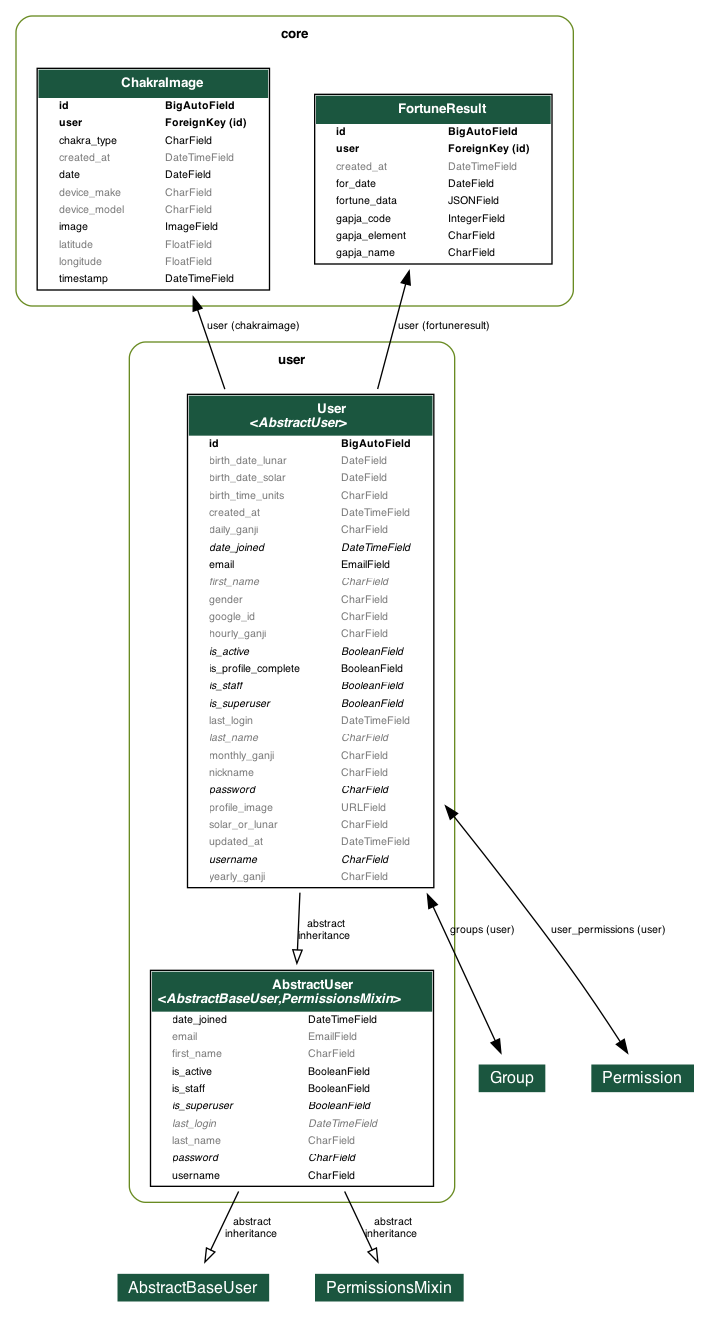 core
ChakraImage
id BigAutoField
user ForeignKey (id)
chakra_type CharField
created_at DateTimeField
date DateField
device_make CharField
device_model CharField
image ImageField
latitude FloatField
longitude FloatField
timestamp DateTimeField
FortuneResult
id BigAutoField
user ForeignKey (id)
created_at DateTimeField
for_date DateField
fortune_data JSONField
gapja_code IntegerField
gapja_element CharField
gapja_name CharField
user (chakraimage)
user (fortuneresult)
user
User
<AbstractUser>
id BigAutoField
birth_date_lunar DateField
birth_date_solar DateField
birth_time_units CharField
created_at DateTimeField
daily_ganji CharField
date_joined DateTimeField
email EmailField
first_name CharField
gender CharField
google_id CharField
hourly_ganji CharField
is_active BooleanField
is_profile_complete BooleanField
is_staff BooleanField
is_superuser BooleanField
last_login DateTimeField
last_name CharField
monthly_ganji CharField
nickname CharField
password CharField
profile_image URLField
solar_or_lunar CharField
updated_at DateTimeField
username CharField
yearly_ganji CharField
abstract
inheritance
groups (user)
user_permissions (user)
AbstractUser
<AbstractBaseUser,PermissionsMixin>
date_joined DateTimeField
email EmailField
first_name CharField
is_active BooleanField
is_staff BooleanField
is_superuser BooleanField
last_login DateTimeField
last_name CharField
password CharField
username CharField
Group
Permission
abstract
inheritance
abstract
inheritance
AbstractBaseUser
PermissionsMixin